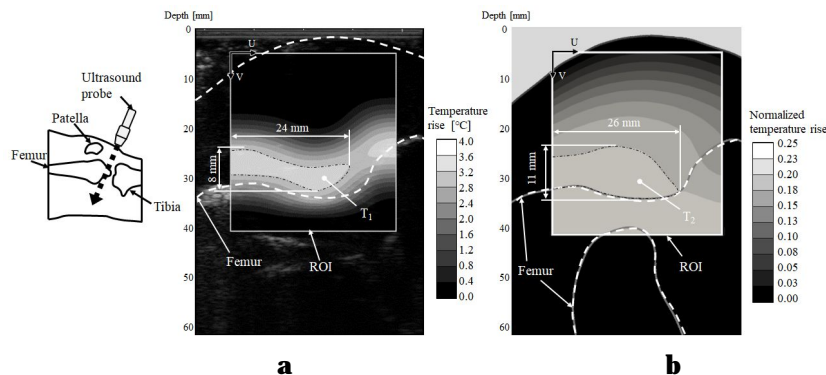 Ultrasound
probe
Patella
Femur
Tibia
Depth [mm]
0
10
20
30
40
50
60
U
V
24 mm
8 mm
T1
Femur
ROI
Temperature
rise [°C]
4.0
3.6
3.2
2.8
2.4
2.0
1.6
1.2
0.8
0.4
0.0
a
Depth [mm]
0
10
20
30
40
50
60
U
V
26 mm
11 mm
T2
Femur
ROI
Normalized
temperature rise
0.25
0.23
0.20
0.18
0.15
0.13
0.10
0.08
0.05
0.03
0.00
b